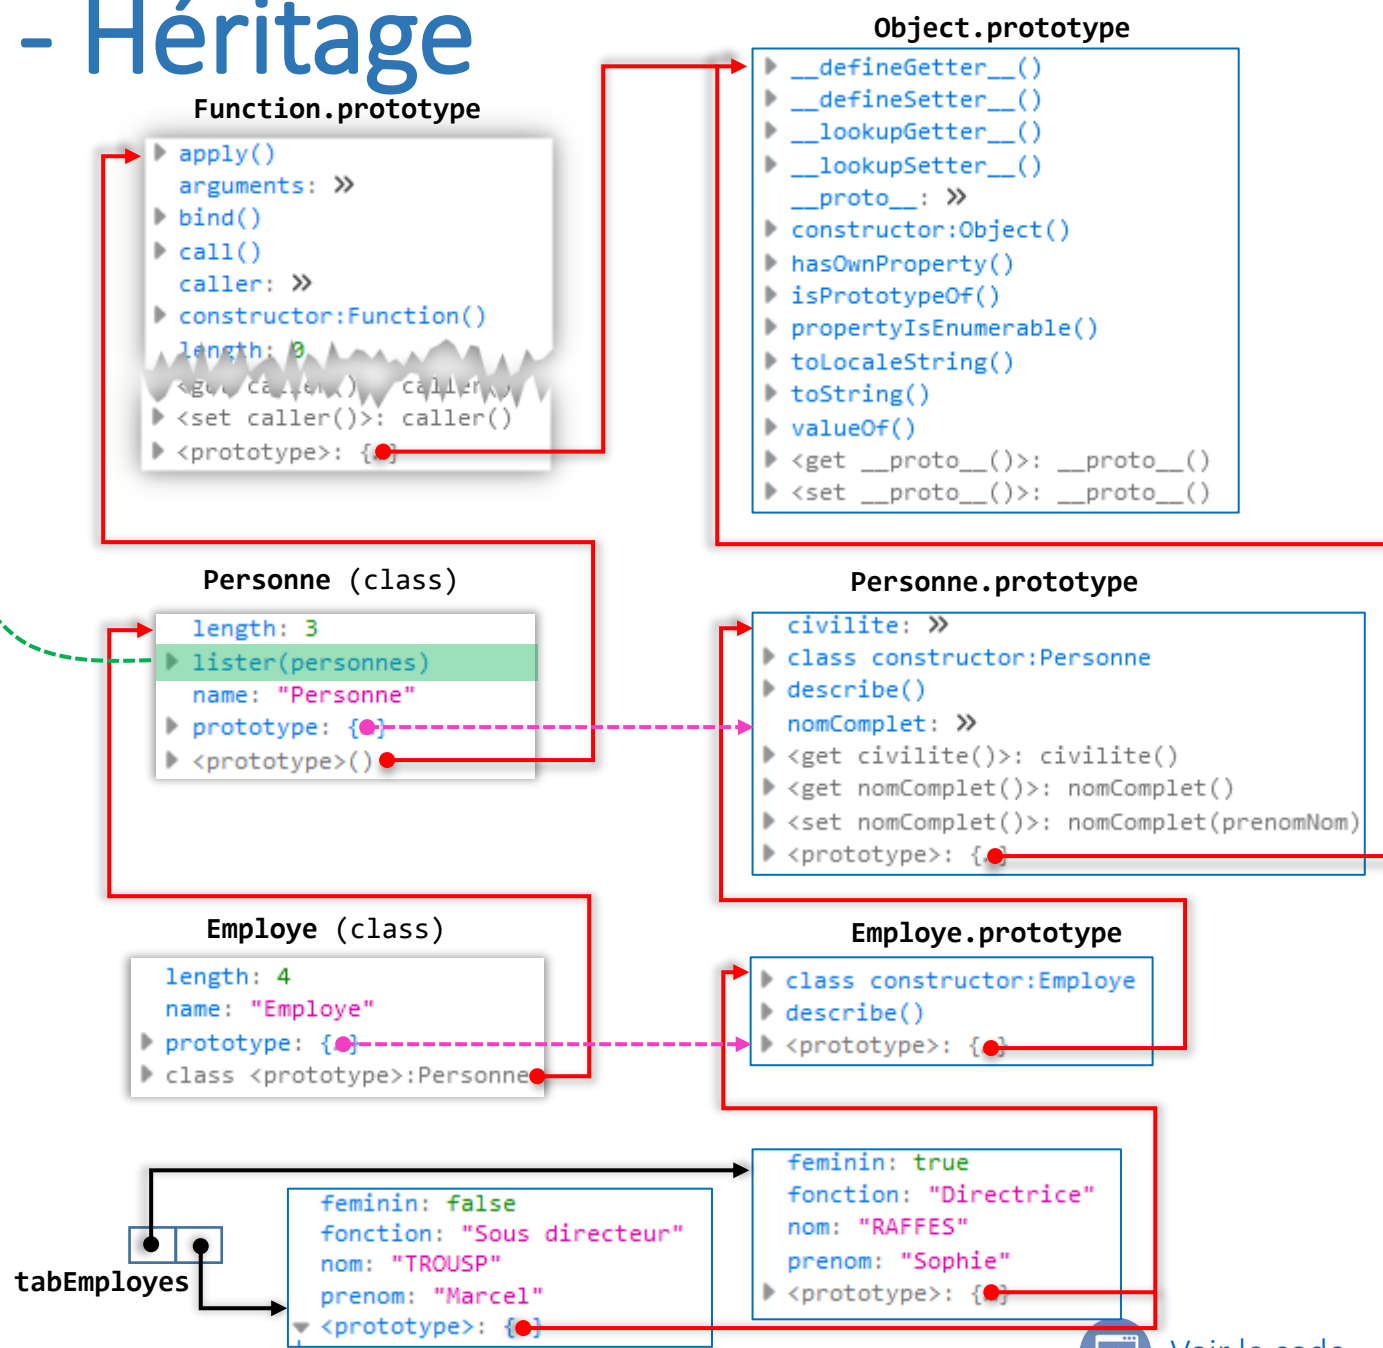 - Héritage
Object.prototype
__defineGetter__()
__defineSetter__()
__lookupGetter__()
__lookupSetter__()
__proto__: »
constructor:Object()
hasOwnProperty()
isPrototypeOf()
propertyIsEnumerable()
toLocaleString()
toString()
valueOf()
<get __proto__()>: __proto__()
<set __proto__()>: __proto__()
Function.prototype
apply()
arguments: »
bind()
call()
caller: »
constructor:Function()
length: 0
<set caller()>: caller()
<prototype>: {…}
Personne (class)
length: 3
lister(personnes)
name: "Personne"
prototype: {…}
<prototype>()
Personne.prototype
civilite: »
class constructor:Personne
describe()
nomComplet: »
<get civilite()>: civilite()
<get nomComplet()>: nomComplet()
<set nomComplet()>: nomComplet(prenomNom)
<prototype>: {…}
Employe (class)
length: 4
name: "Employe"
prototype: {…}
class <prototype>:Personne
Employe.prototype
class constructor:Employe
describe()
<prototype>: {…}
tabEmployes
feminin: false
fonction: "Sous directeur"
nom: "TROUSP"
prenom: "Marcel"
<prototype>: {…}
feminin: true
fonction: "Directrice"
nom: "RAFFES"
prenom: "Sophie"
<prototype>: {…}
Voir le code